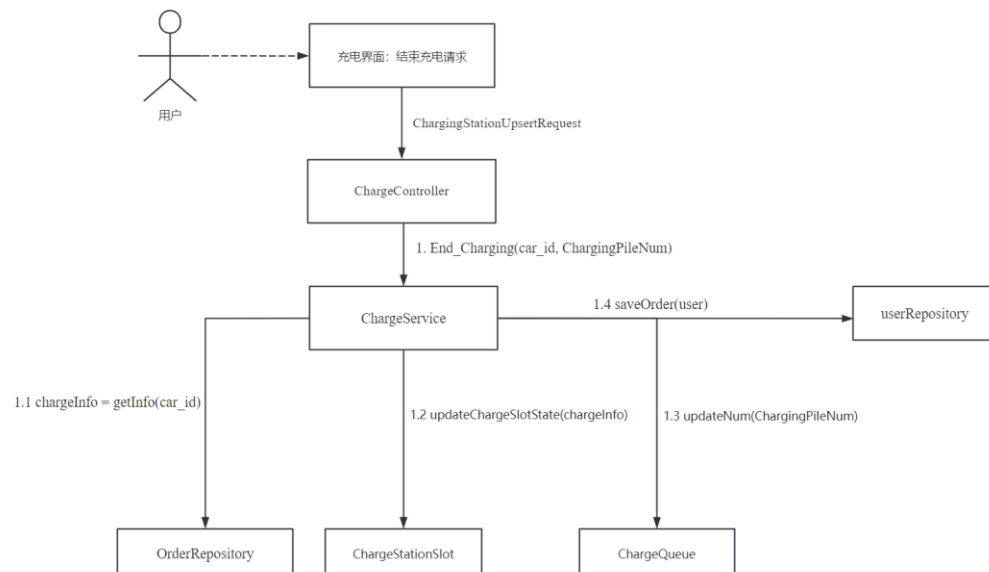 充电界面：结束充电请求
用户
ChargingStationUpsertRequest
ChargeController
1. End_Charging(car_id, ChargingPileNum)
1.4 saveOrder(user)
ChargeService
userRepository
1.1 chargeInfo = getInfo(car_id)
1.2 updateChargeSlotState(chargeInfo)
1.3 updateNum(ChargingPileNum)
OrderRepository
ChargeStationSlot
ChargeQueue